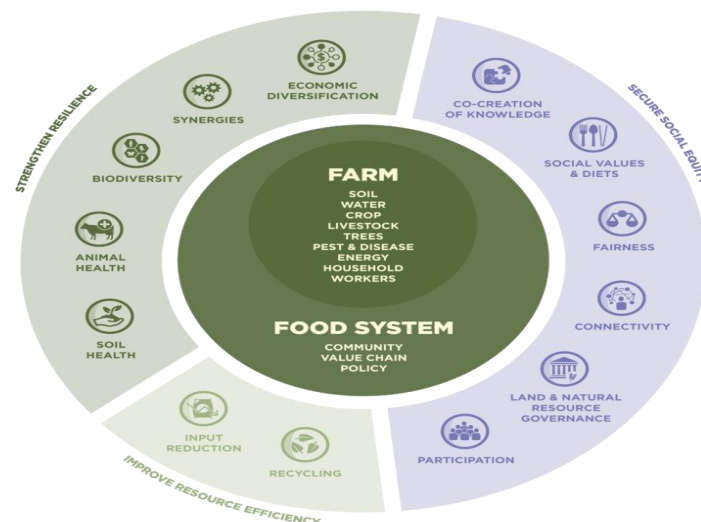 STRENGTHEN RESILIENCE
ECONOMIC
DIVERSIFICATION
SYNERGIES
BIODIVERSITY
ANIMAL
HEALTH
SOIL
HEALTH
IMPROVE RESOURCE EFFICIENCY
INPUT
REDUCTION
RECYCLING
SECURE SOCIAL EQUITY
CO-CREATION
OF KNOWLEDGE
SOCIAL VALUES
& DIETS
FAIRNESS
CONNECTIVITY
LAND & NATURAL
RESOURCE
GOVERNANCE
PARTICIPATION
FARM
SOIL
WATER
CROP
LIVESTOCK
TREES
PEST & DISEASE
ENERGY
HOUSEHOLD
WORKERS
FOOD SYSTEM
COMMUNITY
VALUE CHAIN
POLICY